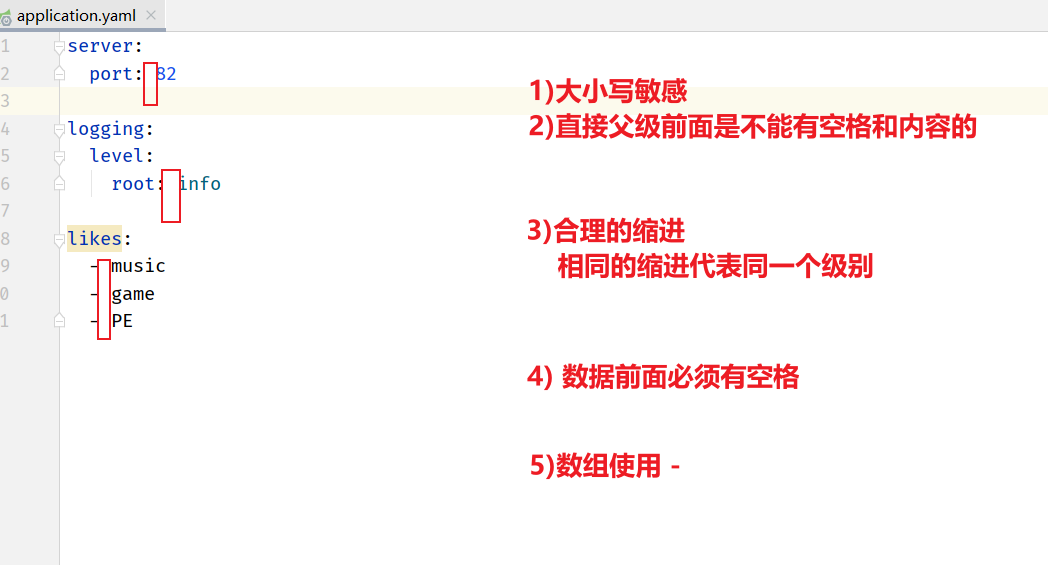 application.yaml
1 server:
2 port: 82
3
4 logging:
5 level:
6 root: info
7
8 likes:
9 - music
0 - game
1 - PE
1)大小写敏感
2)直接父级前面是不能有空格和内容的
3)合理的缩进
相同的缩进代表同一个级别
4) 数据前面必须有空格
5)数组使用 -